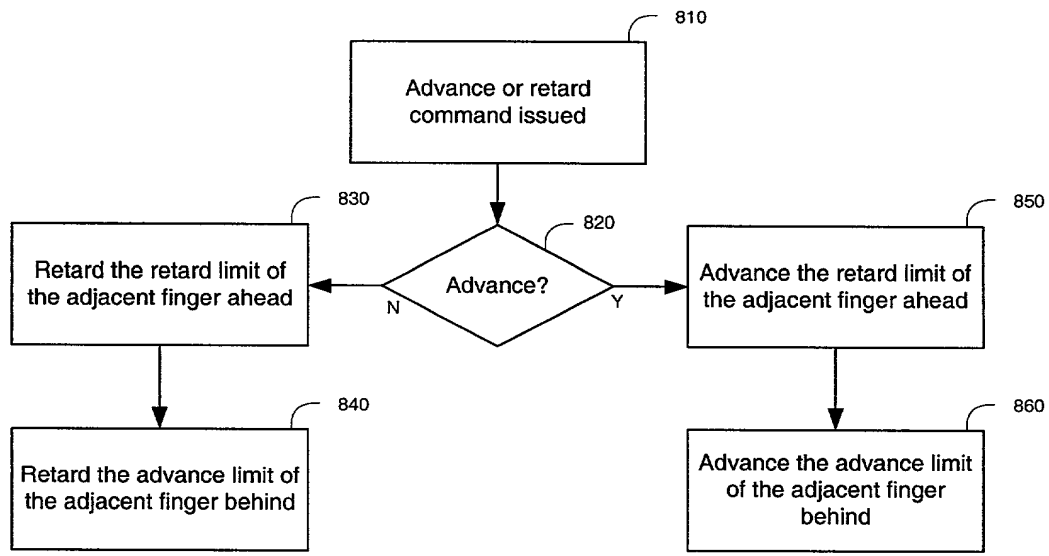 810
Advance or retard
command issued
830
820
850
Retard the retard limit of
the adjacent finger ahead
Advance?
N
Y
Advance the retard limit of
the adjacent finger ahead
840
860
Retard the advance limit of
the adjacent finger behind
Advance the advance limit
of the adjacent finger
behind